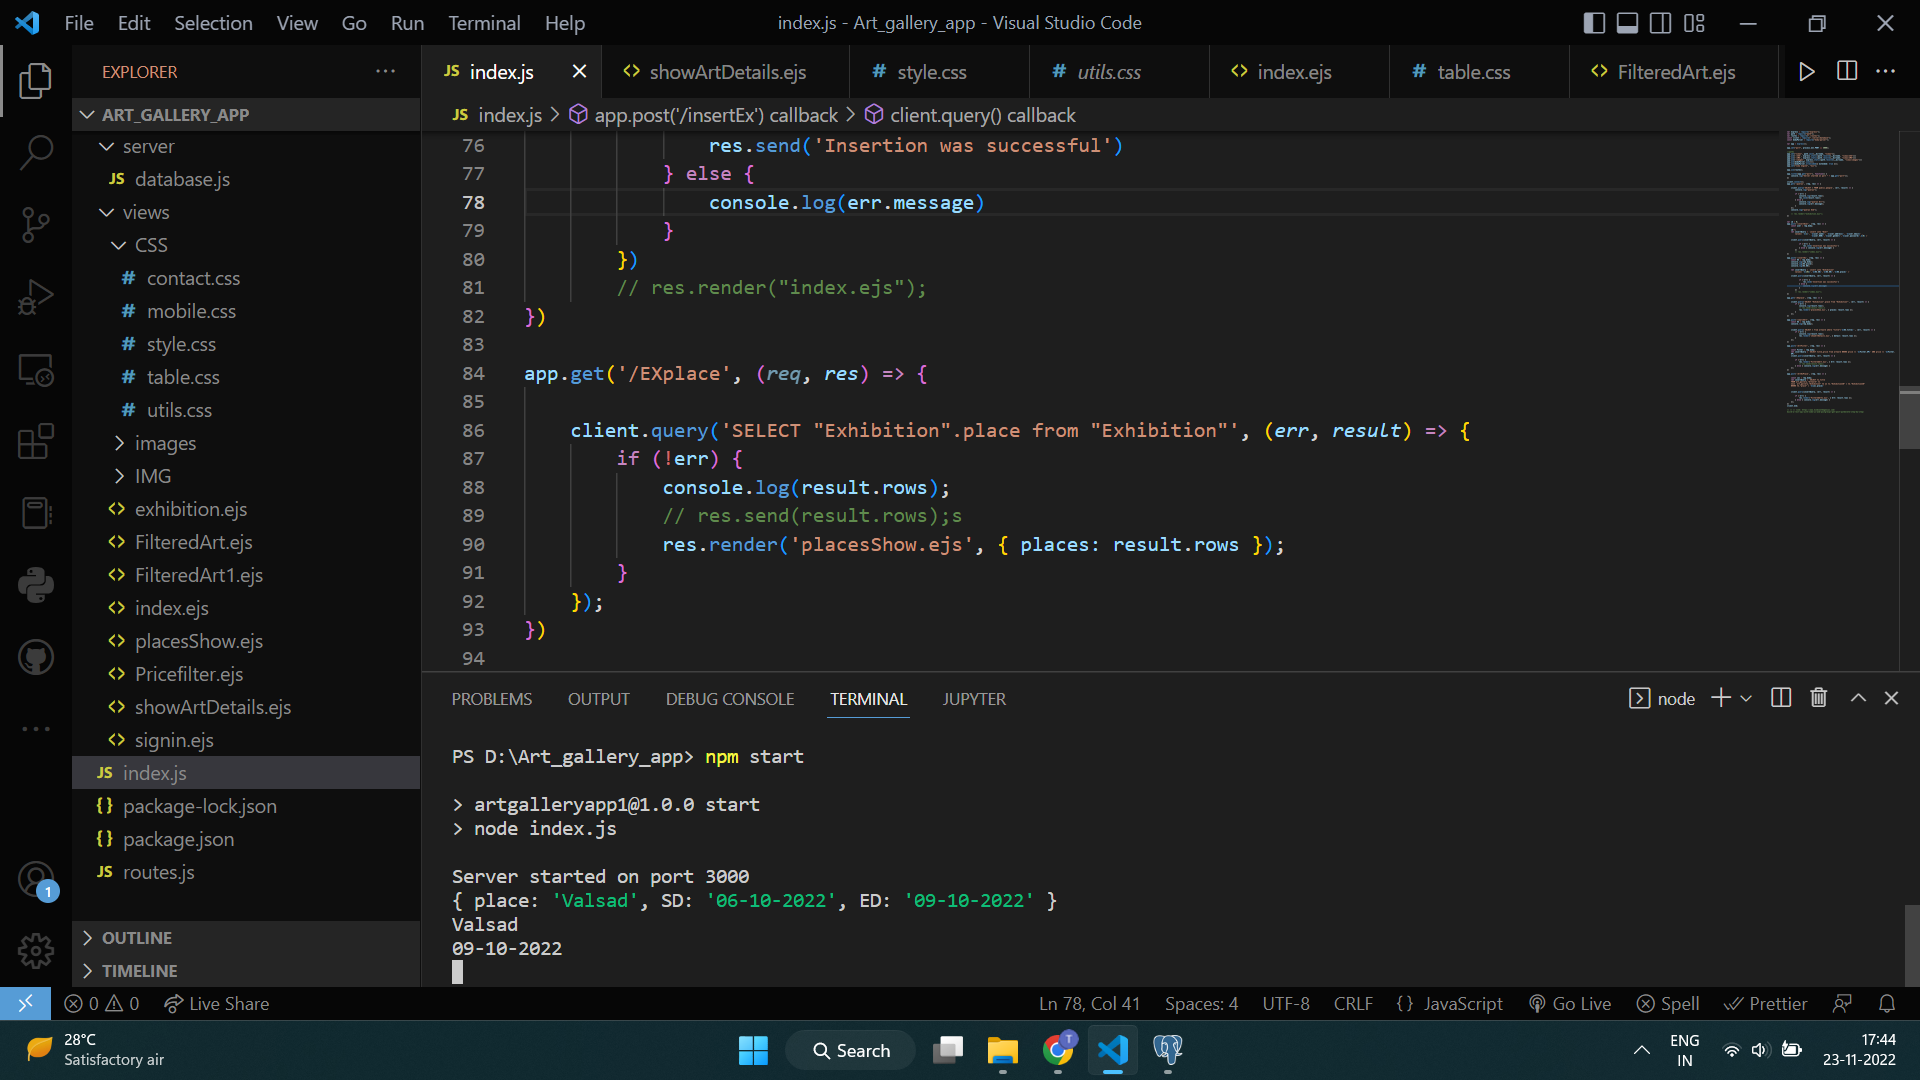 File Edit Selection View Go Run Terminal Help
index.js - Art_gallery_app - Visual Studio Code
EXPLORER
ART_GALLERY_APP
server
JS database.js
views
CSS
# contact.css
# mobile.css
# style.css
# table.css
# utils.css
images
IMG
<> exhibition.ejs
<> FilteredArt.ejs
<> FilteredArt1.ejs
<> index.ejs
<> placesShow.ejs
<> Pricefilter.ejs
<> showArtDetails.ejs
<> signin.ejs
JS index.js
{} package-lock.json
{} package.json
JS routes.js
OUTLINE
TIMELINE
1
JS index.js
<> showArtDetails.ejs
# style.css
# utils.css
<> index.ejs
# table.css
<> FilteredArt.ejs
JS index.js > app.post('/insertEx') callback > client.query() callback
76 res.send('Insertion was successful')
77 } else {
78 console.log(err.message)
79 }
80 })
81 // res.render("index.ejs");
82 })
83
84 app.get('/EXplace', (req, res) => {
85
86 client.query('SELECT "Exhibition".place from "Exhibition"', (err, result) => {
87 if (!err) {
88 console.log(result.rows);
89 // res.send(result.rows);s
90 res.render('placesShow.ejs', { places: result.rows });
91 }
92 });
93 })
94
PROBLEMS OUTPUT DEBUG CONSOLE TERMINAL JUPYTER
node
PS D:\Art_gallery_app> npm start
> artgalleryapp1@1.0.0 start
> node index.js
Server started on port 3000
{ place: 'Valsad', SD: '06-10-2022', ED: '09-10-2022' }
Valsad
09-10-2022
0 0 Live Share
Ln 78, Col 41 Spaces: 4 UTF-8 CRLF {} JavaScript Go Live Spell Prettier
28°C
Satisfactory air
Search
T
ENG
IN
17:44
23-11-2022